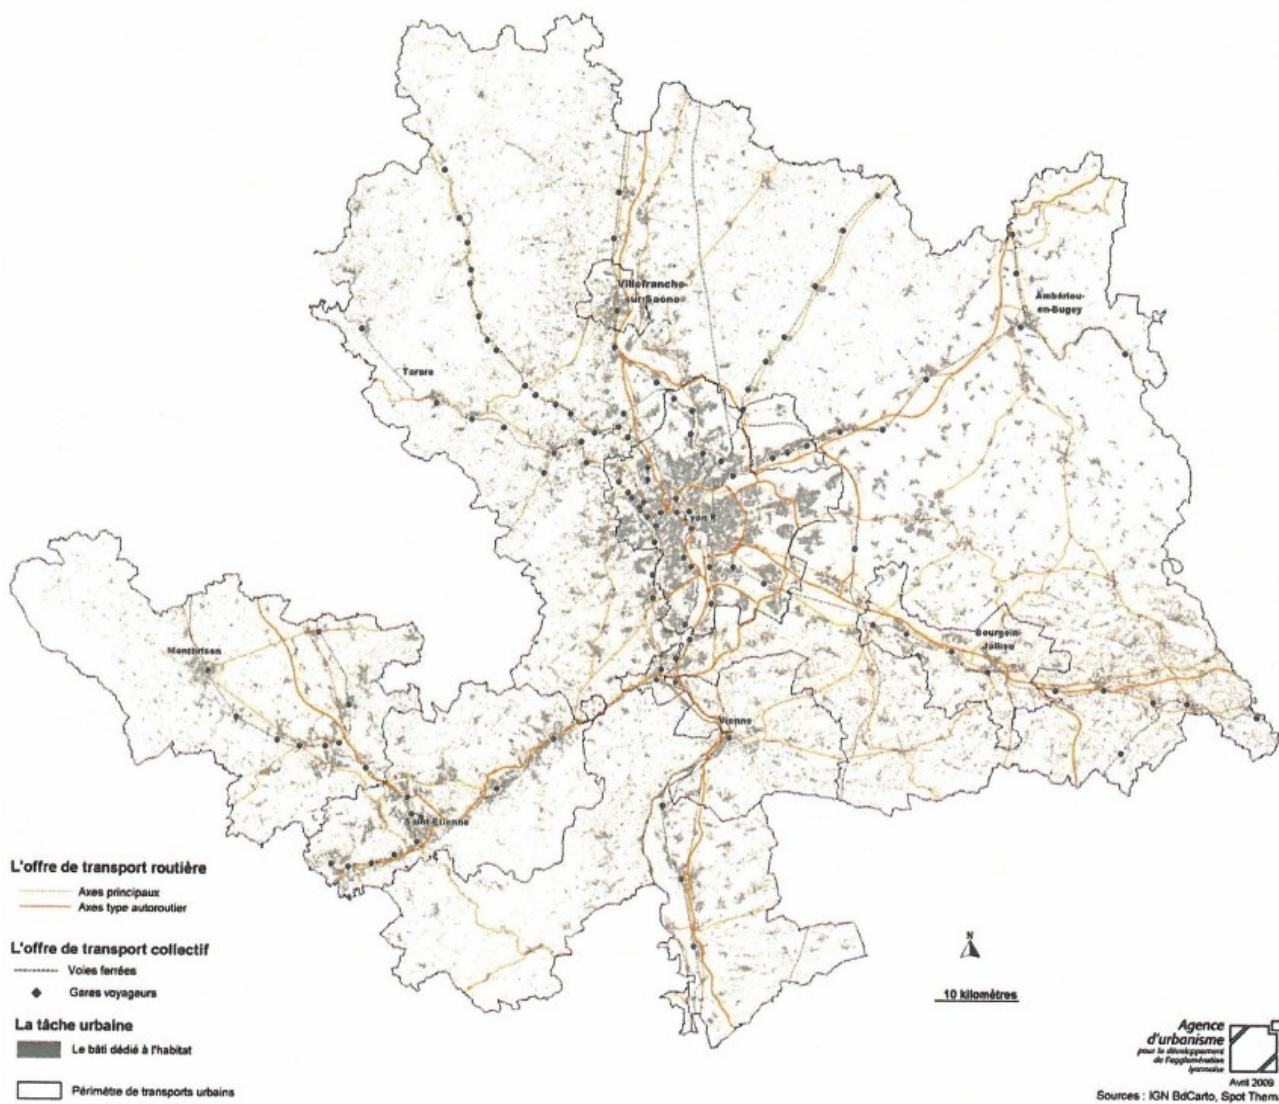 Villefranche-
sur-Saône
Ambérieu-
en-Bugey
Tarare
Lyon
Bourgoin-
Jallieu
Montbrison
Vienne
Saint-Etienne
L'offre de transport routière
Axes principaux
Axes type autoroutier
L'offre de transport collectif
Voies ferrées
Gares voyageurs
La tâche urbaine
Le bâti dédié à l'habitat
Périmètre de transports urbains
N
10 kilomètres
Agence
d'urbanisme
pour le développement
de l'agglomération
lyonnaise
Avril 2009
Sources : IGN BdCarto, Spot Thema